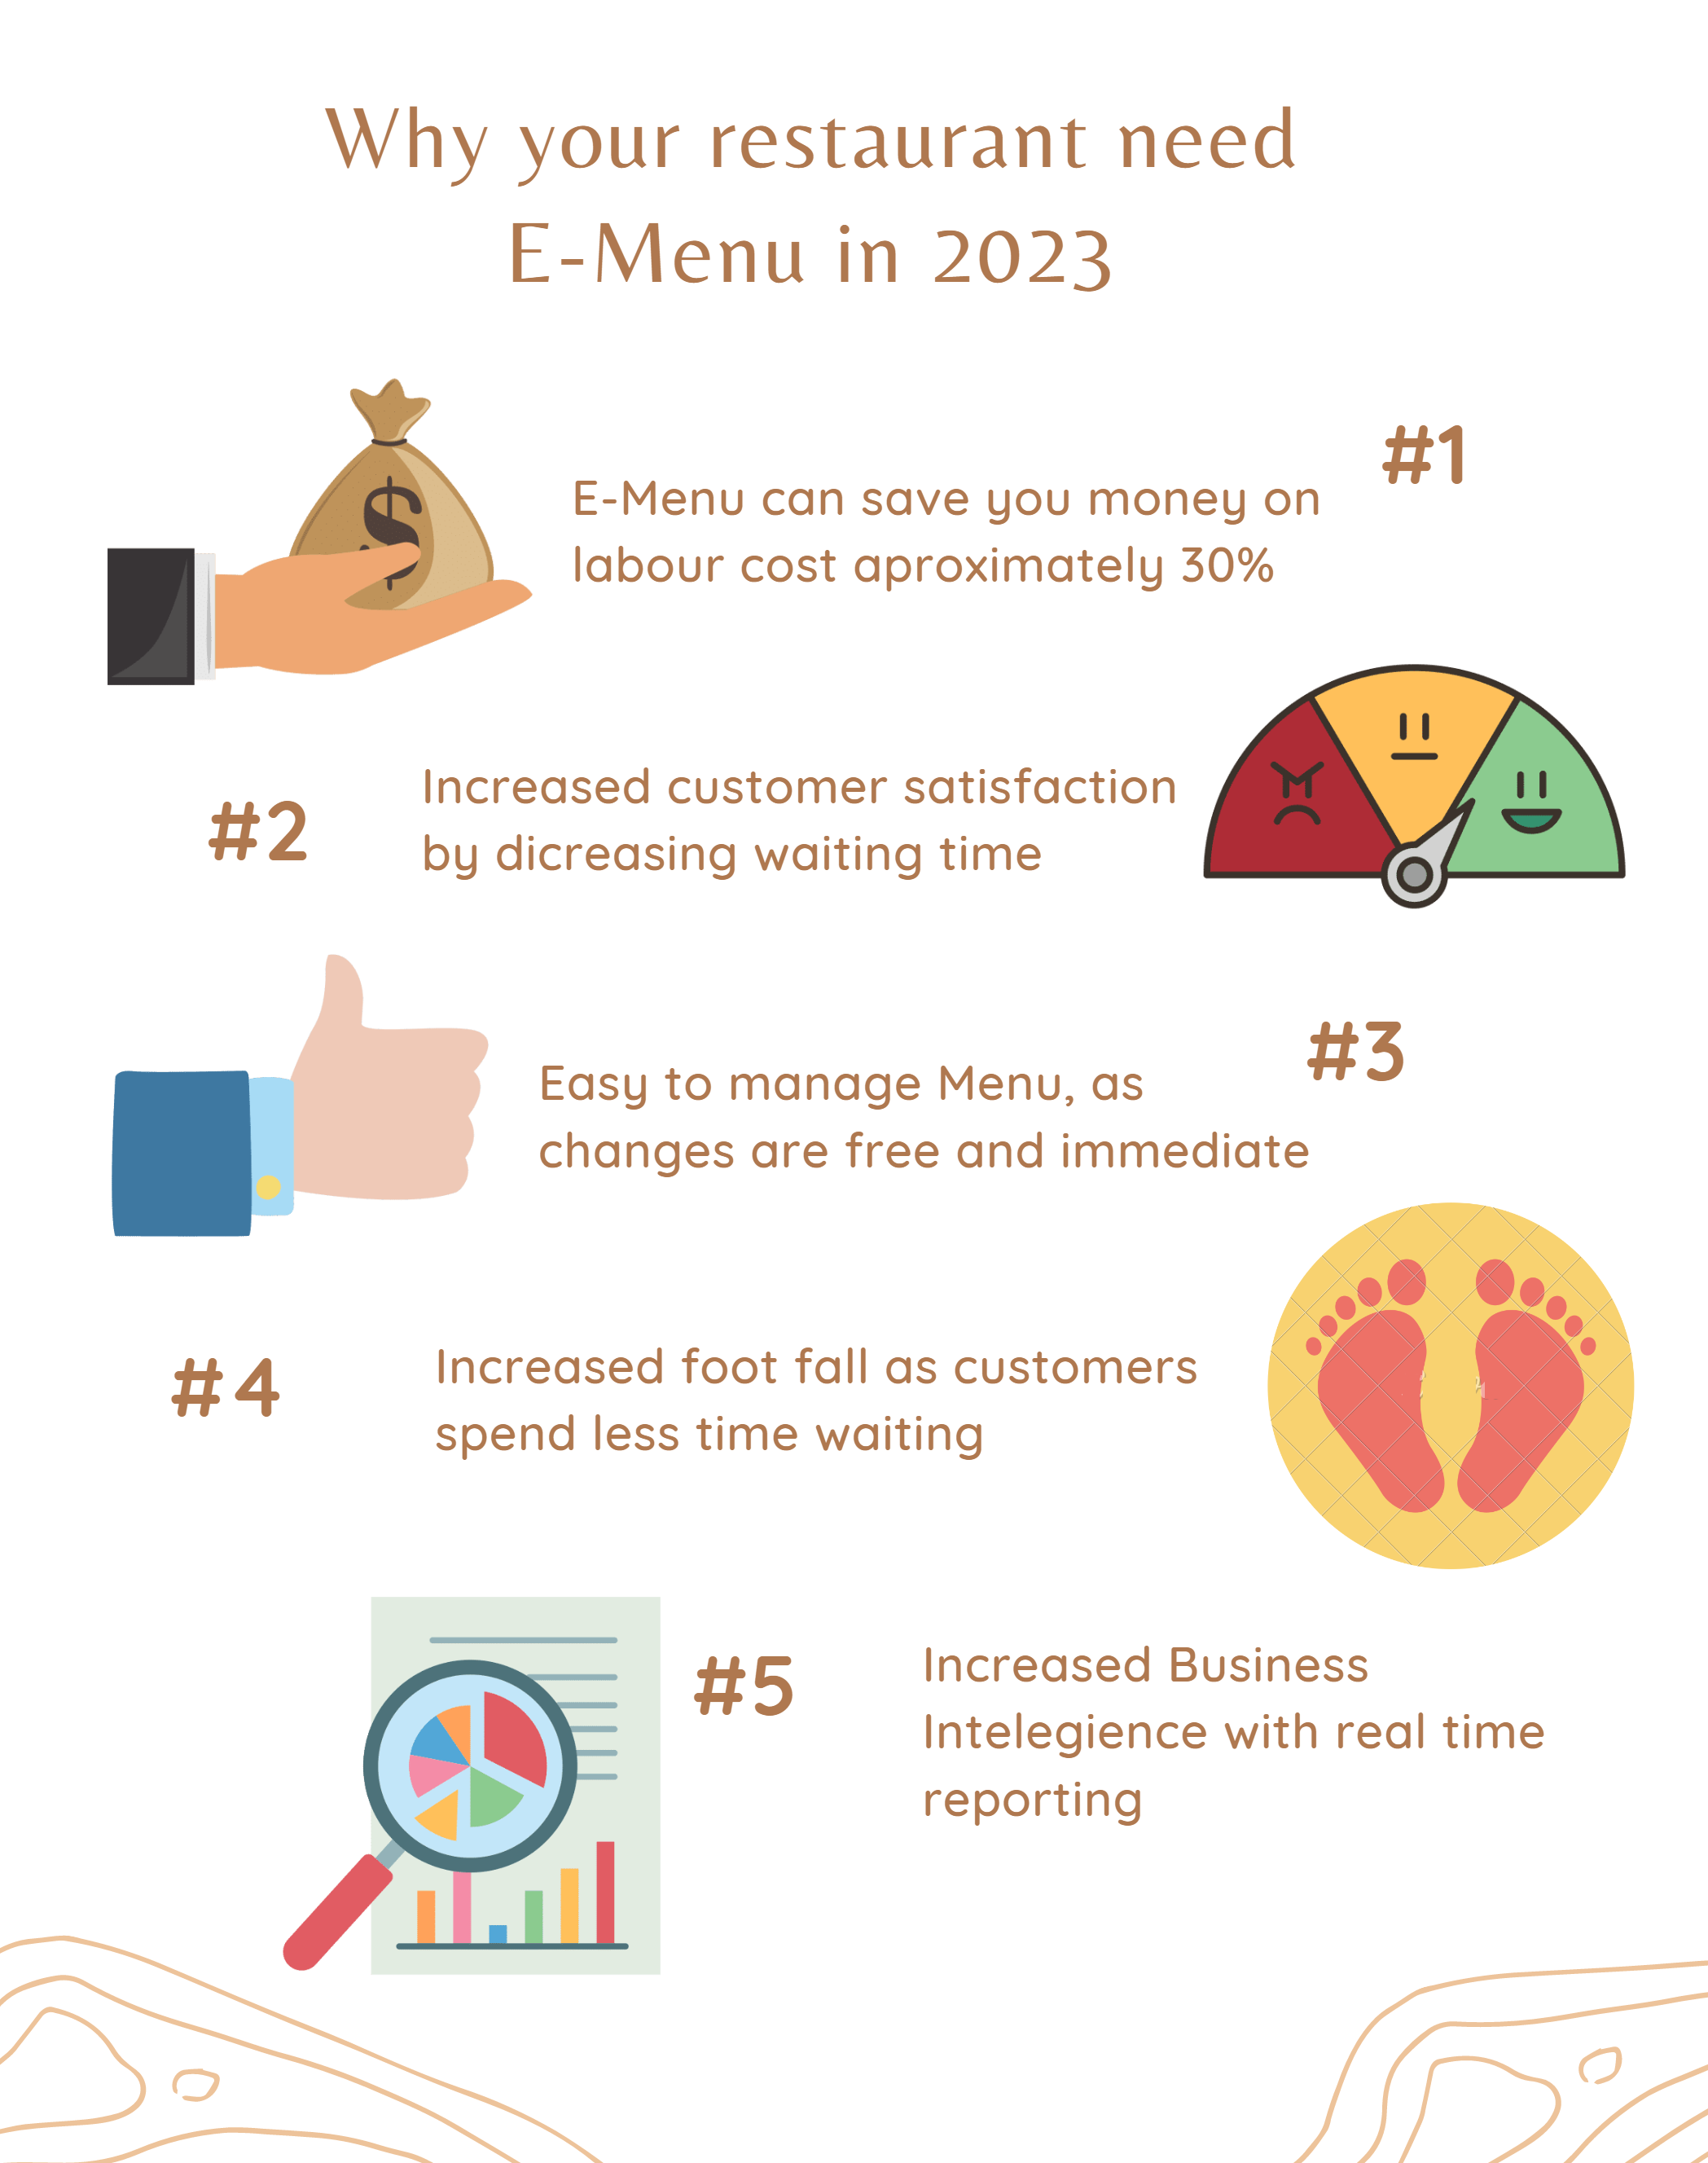 Why your restaurant need
E-Menu in 2023
#1
E-Menu can save you money on
labour cost aproximately 30%
#2
Increased customer satisfaction
by dicreasing waiting time
#3
Easy to manage Menu, as
changes are free and immediate
#4
Increased foot fall as customers
spend less time waiting
#5
Increased Business
Intelegience with real time
reporting
$